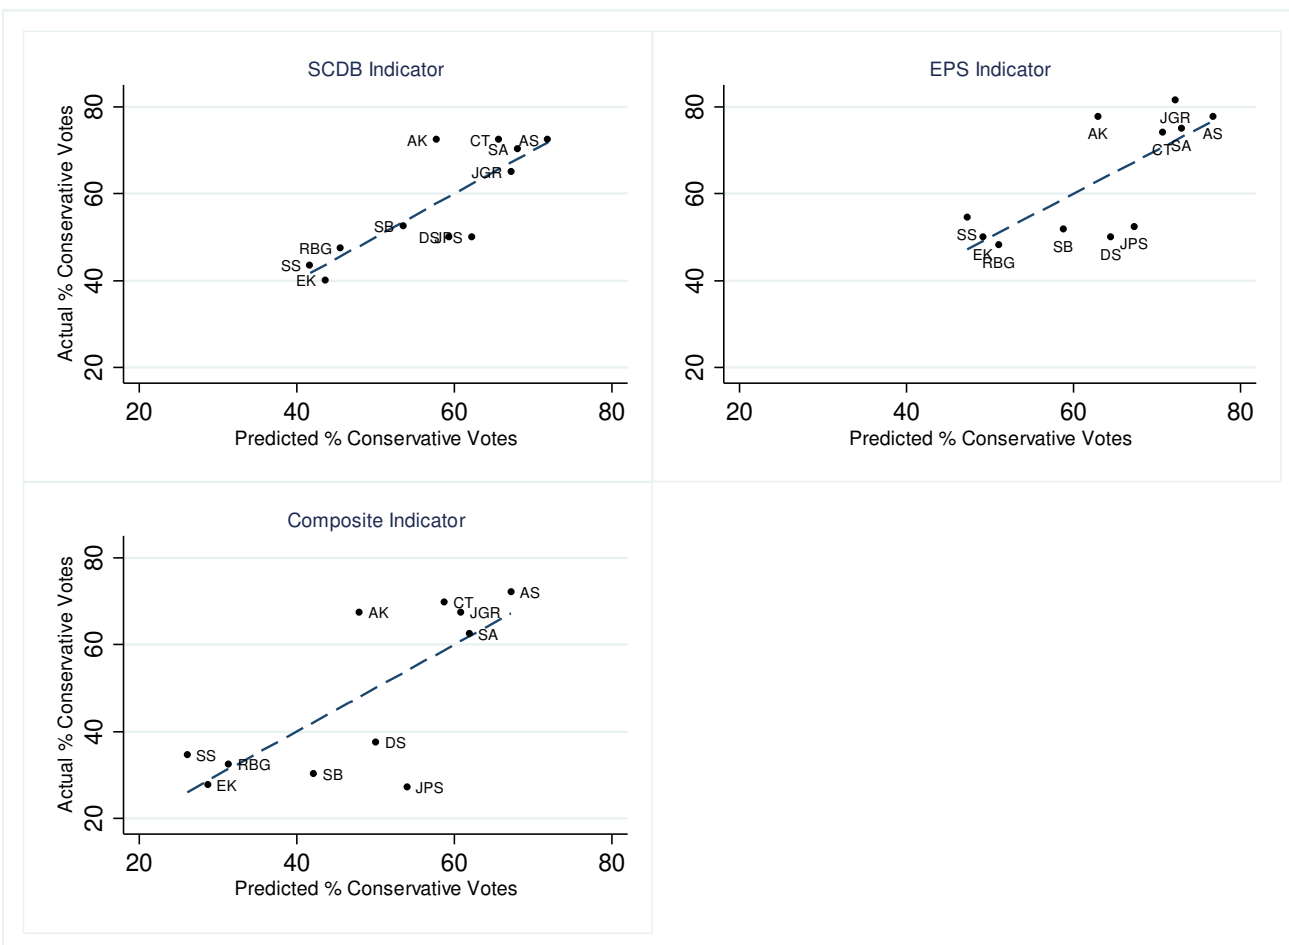 SCDB Indicator
Actual % Conservative Votes
80
60
40
20
AK
CT
SA
AS
JGR
SB
DS
JPS
RBG
SS
EK
20 40 60 80
Predicted % Conservative Votes
EPS Indicator
80
60
40
20
JGR
AK
AS
CT
SA
SS
EK
RBG
SB
DS
JPS
20 40 60 80
Predicted % Conservative Votes
Composite Indicator
Actual % Conservative Votes
80
60
40
20
AS
CT
AK
JGR
SA
DS
SS
RBG
SB
EK
JPS
20 40 60 80
Predicted % Conservative Votes